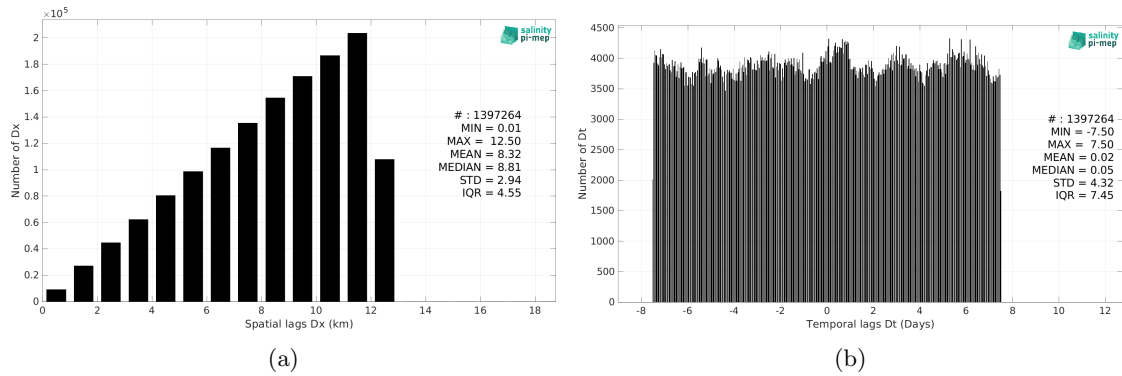 ×10⁵
2
1.8
1.6
1.4
1.2
1
0.8
0.6
0.4
0.2
0
Number of Dx
salinity
pi-mep
# : 1397264
MIN = 0.01
MAX = 12.50
MEAN = 8.32
MEDIAN = 8.81
STD = 2.94
IQR = 4.55
0 2 4 6 8 10 12 14 16 18
Spatial lags Dx (km)
(a)
4500
4000
3500
3000
2500
2000
1500
1000
500
0
Number of Dt
salinity
pi-mep
# : 1397264
MIN = -7.50
MAX = 7.50
MEAN = 0.02
MEDIAN = 0.05
STD = 4.32
IQR = 7.45
-8 -6 -4 -2 0 2 4 6 8 10 12
Temporal lags Dt (Days)
(b)